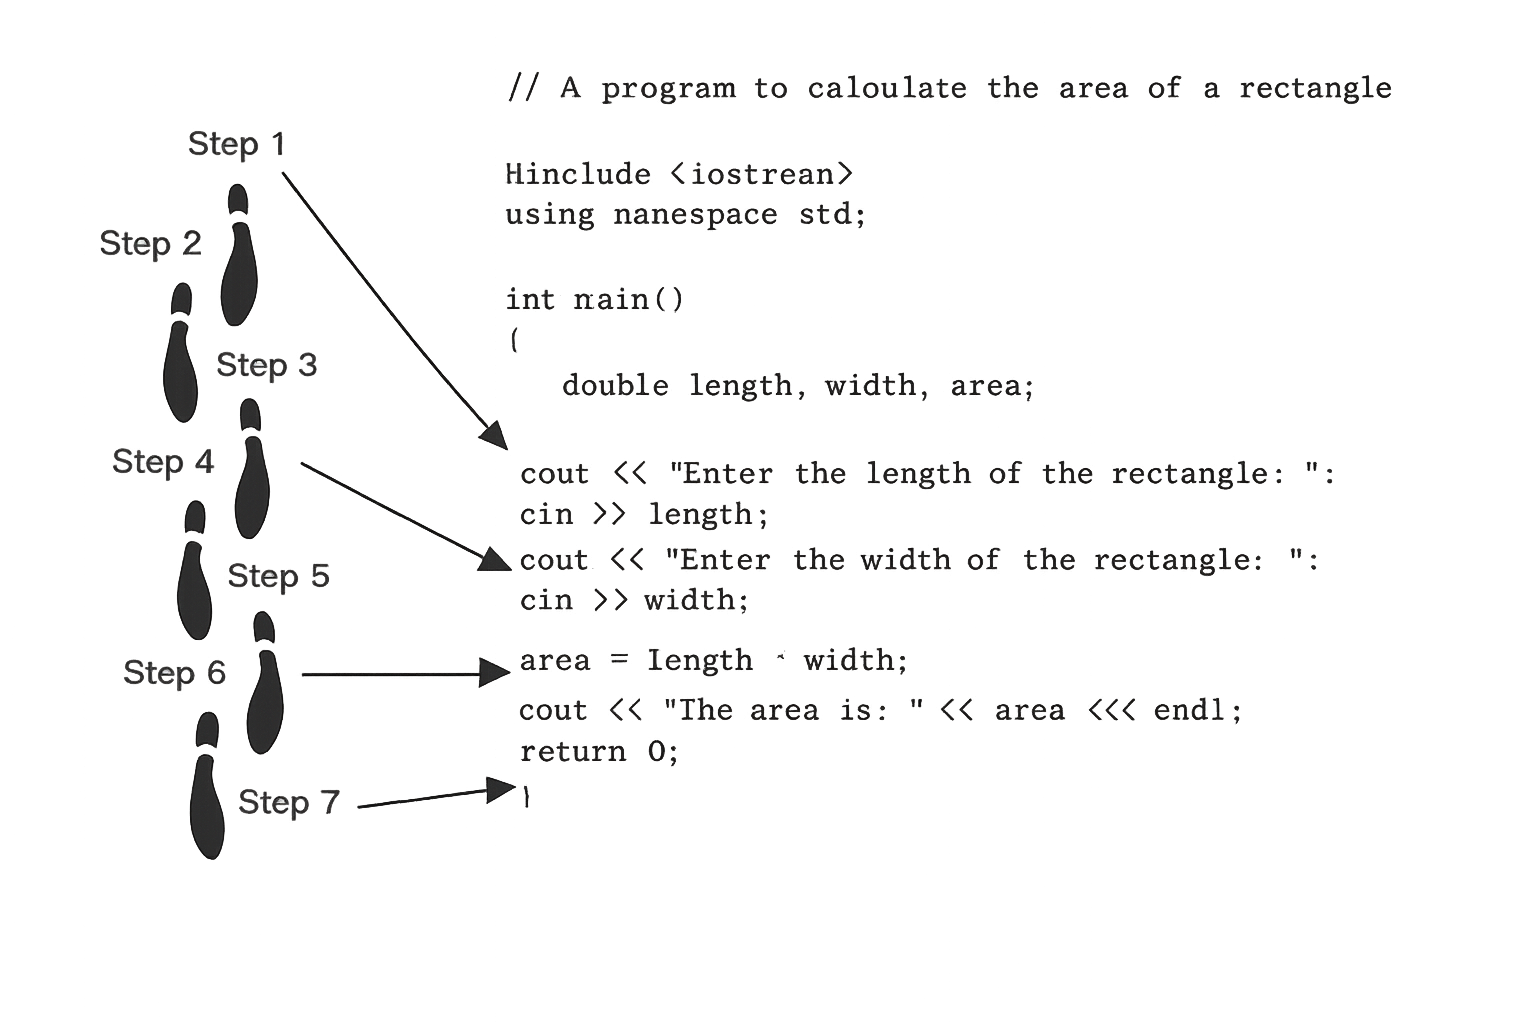 // A program to caloulate the area of a rectangle
Step 1
Hinclude <iostrean>
using nanespace std;
Step 2
int main()
(
Step 3
double length, width, area;
Step 4
cout << "Enter the length of the rectangle: ":
cin >> length;
cout << "Enter the width of the rectangle: ":
Step 5
cin >> width;
area = Iength * width;
Step 6
cout << "The area is: " << area <<< endl;
return 0;
Step 7
}